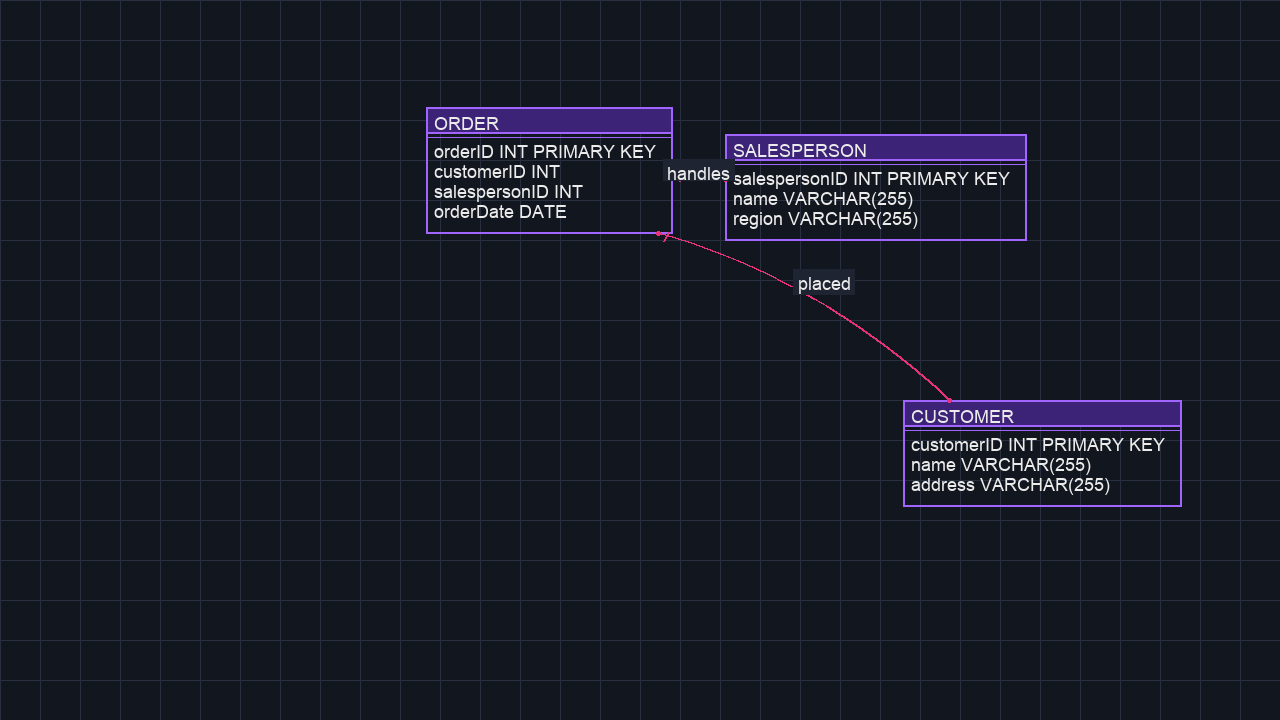 ORDER
orderID INT PRIMARY KEY
customerID INT
salespersonID INT
orderDate DATE
handles
SALESPERSON
salespersonID INT PRIMARY KEY
name VARCHAR(255)
region VARCHAR(255)
placed
CUSTOMER
customerID INT PRIMARY KEY
name VARCHAR(255)
address VARCHAR(255)